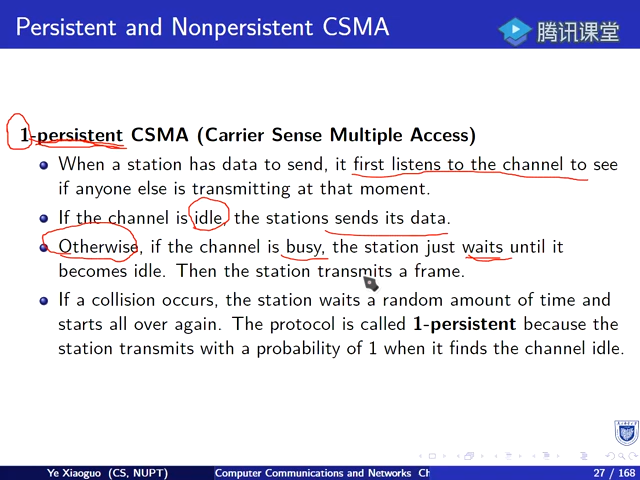 Persistent and Nonpersistent CSMA
腾讯课堂
1-persistent CSMA (Carrier Sense Multiple Access)
When a station has data to send, it first listens to the channel to see
if anyone else is transmitting at that moment.
If the channel is idle, the stations sends its data.
Otherwise, if the channel is busy, the station just waits until it
becomes idle. Then the station transmits a frame.
If a collision occurs, the station waits a random amount of time and
starts all over again. The protocol is called 1-persistent because the
station transmits with a probability of 1 when it finds the channel idle.
Ye Xiaoguo (CS, NUPT) Computer Communications and Networks Ch 27 / 168